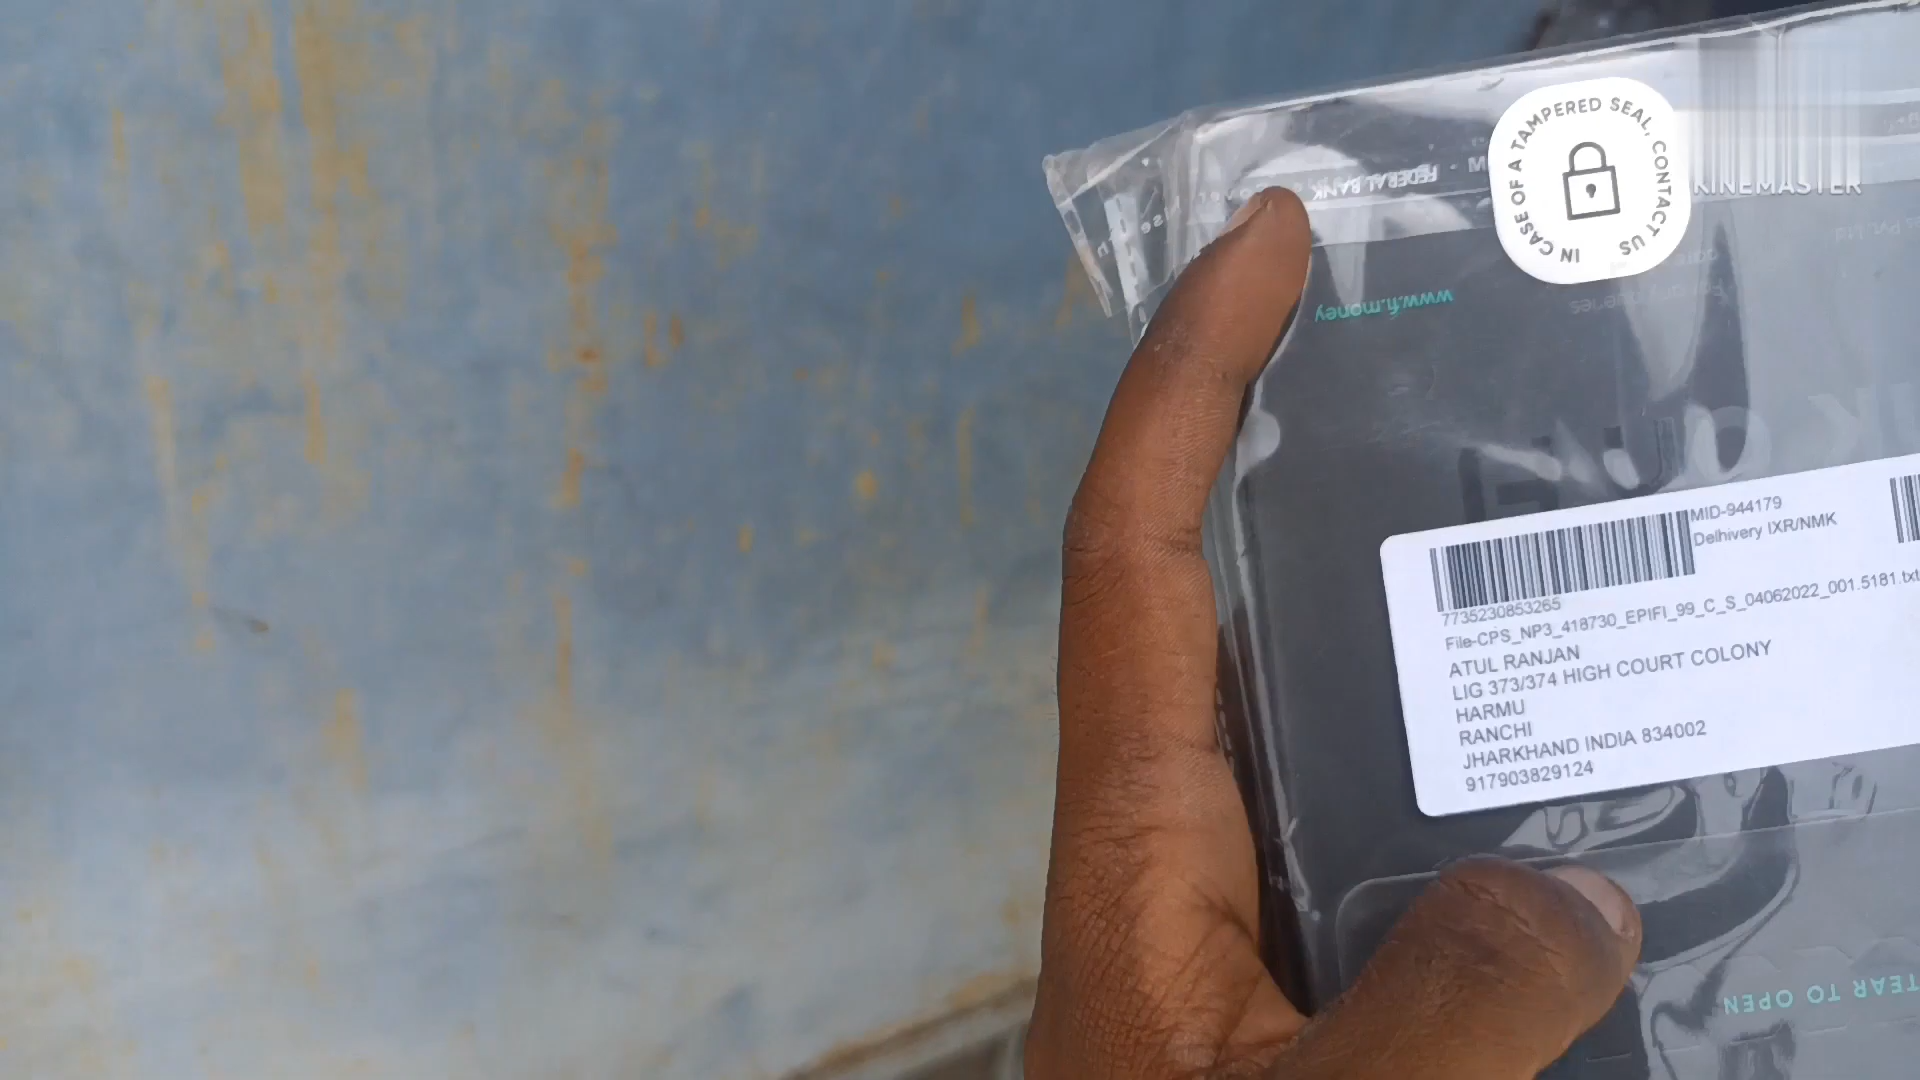 IN CASE OF A TAMPERED SEAL, CONTACT US
KINEMASTER
FEDERAL BANK
www.fi.money
MID-944179
Delhivery IXR/NMK
7735230853265
File-CPS_NP3_418730_EPIFI_99_C_S_04062022_001.5181.txt
ATUL RANJAN
LIG 373/374 HIGH COURT COLONY
HARMU
RANCHI
JHARKHAND INDIA 834002
917903829124
TEAR TO OPEN